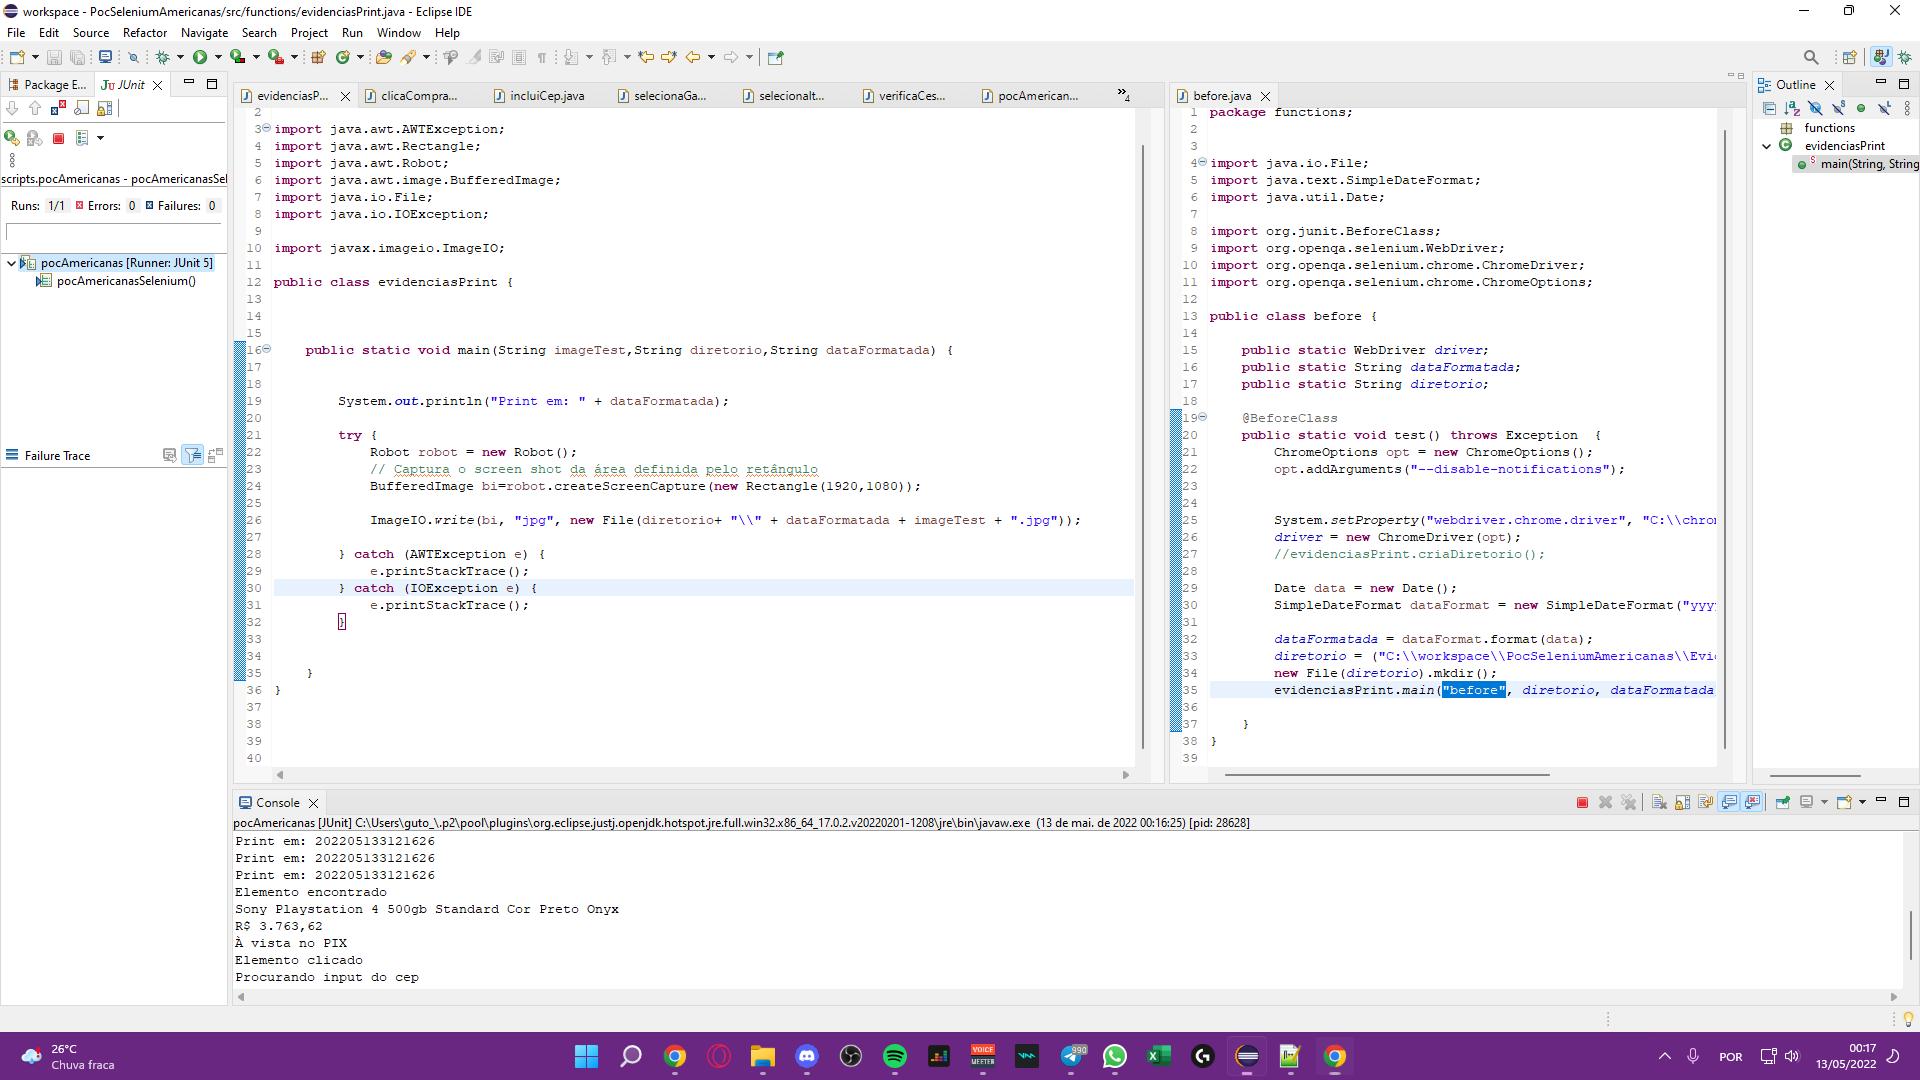 workspace - PocSeleniumAmericanas/src/functions/evidenciasPrint.java - Eclipse IDE
File Edit Source Refactor Navigate Search Project Run Window Help
Package E...
JUnit
scripts.pocAmericanas - pocAmericanasSel
Runs: 1/1 Errors: 0 Failures: 0
pocAmericanas [Runner: JUnit 5]
pocAmericanasSelenium()
Failure Trace
evidenciasP... clicaCompra... incluiCep.java selecionaGa... selecionaIt... verificaCes... pocAmerican... »4
2
3 import java.awt.AWTException;
4 import java.awt.Rectangle;
5 import java.awt.Robot;
6 import java.awt.image.BufferedImage;
7 import java.io.File;
8 import java.io.IOException;
9
10 import javax.imageio.ImageIO;
11
12 public class evidenciasPrint {
13
14
15
16 public static void main(String imageTest,String diretorio,String dataFormatada) {
17
18
19 System.out.println("Print em: " + dataFormatada);
20
21 try {
22 Robot robot = new Robot();
23 // Captura o screen shot da área definida pelo retângulo
24 BufferedImage bi=robot.createScreenCapture(new Rectangle(1920,1080));
25
26 ImageIO.write(bi, "jpg", new File(diretorio+ "\\" + dataFormatada + imageTest + ".jpg"));
27
28 } catch (AWTException e) {
29 e.printStackTrace();
30 } catch (IOException e) {
31 e.printStackTrace();
32 }
33
34
35 }
36 }
37
38
39
40
before.java
1 package functions;
2
3
4 import java.io.File;
5 import java.text.SimpleDateFormat;
6 import java.util.Date;
7
8 import org.junit.BeforeClass;
9 import org.openqa.selenium.WebDriver;
10 import org.openqa.selenium.chrome.ChromeDriver;
11 import org.openqa.selenium.chrome.ChromeOptions;
12
13 public class before {
14
15 public static WebDriver driver;
16 public static String dataFormatada;
17 public static String diretorio;
18
19 @BeforeClass
20 public static void test() throws Exception {
21 ChromeOptions opt = new ChromeOptions();
22 opt.addArguments("--disable-notifications");
23
24
25 System.setProperty("webdriver.chrome.driver", "C:\\chro
26 driver = new ChromeDriver(opt);
27 //evidenciasPrint.criaDiretorio();
28
29 Date data = new Date();
30 SimpleDateFormat dataFormat = new SimpleDateFormat("yyy
31
32 dataFormatada = dataFormat.format(data);
33 diretorio = ("C:\\workspace\\PocSeleniumAmericanas\\Evi
34 new File(diretorio).mkdir();
35 evidenciasPrint.main("before", diretorio, dataFormatada
36
37 }
38 }
39
Outline
functions
evidenciasPrint
main(String, String
Console
pocAmericanas [JUnit] C:\Users\guto_\.p2\pool\plugins\org.eclipse.justj.openjdk.hotspot.jre.full.win32.x86_64_17.0.2.v20220201-1208\jre\bin\javaw.exe (13 de mai. de 2022 00:16:25) [pid: 28628]
Print em: 202205133121626
Print em: 202205133121626
Print em: 202205133121626
Elemento encontrado
Sony Playstation 4 500gb Standard Cor Preto Onyx
R$ 3.763,62
À vista no PIX
Elemento clicado
Procurando input do cep
26°C
Chuva fraca
VOICE
MEETER
990
POR
00:17
13/05/2022